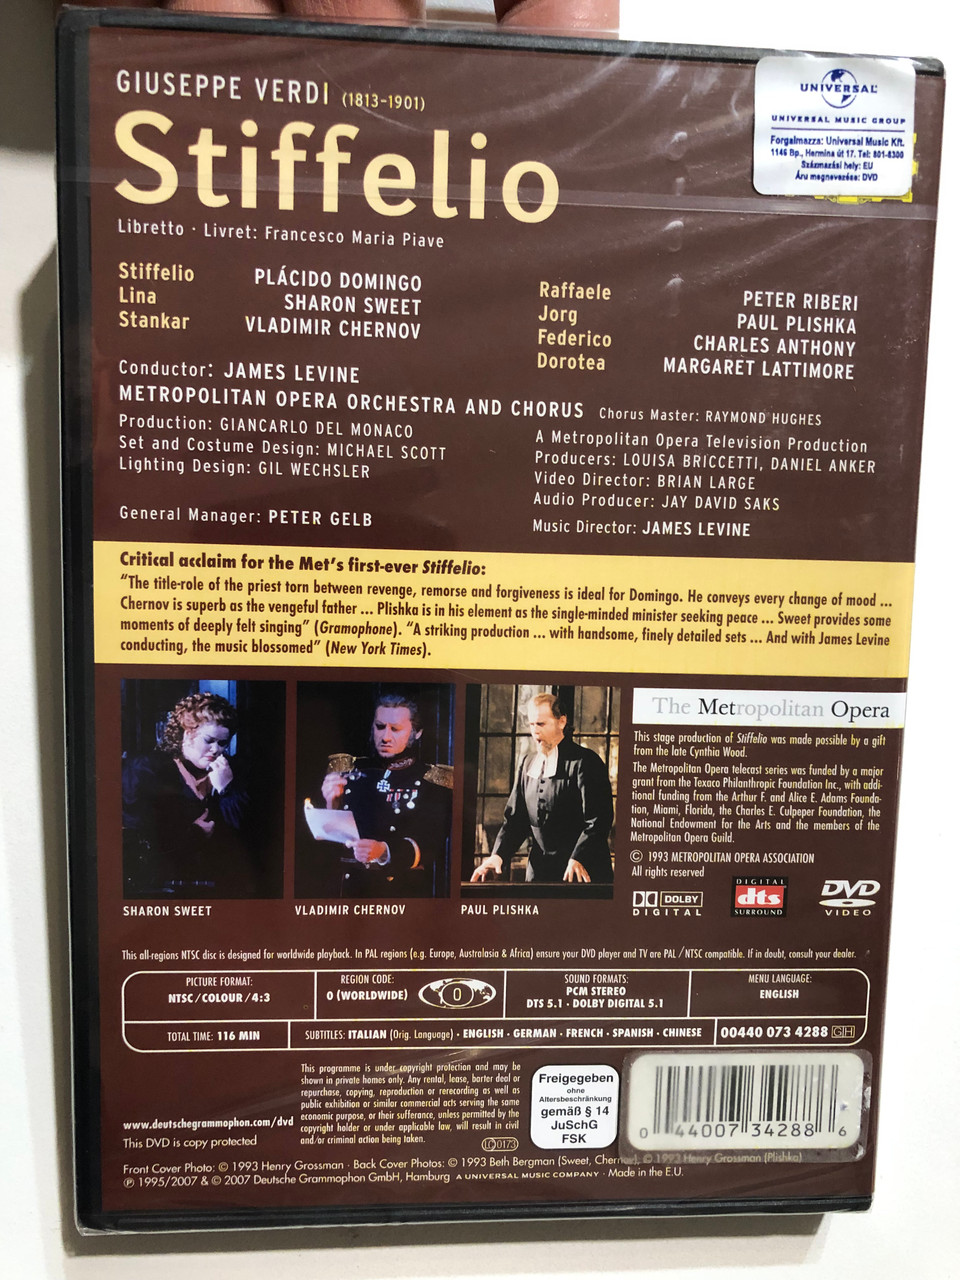 GIUSEPPE VERDI (1813-1901)
Stiffelio
Libretto · Livret: Francesco Maria Piave
UNIVERSAL
UNIVERSAL MUSIC GROUP
Forgalmazza: Universal Music Kft.
1146 Bp., Hermina út 17. Tel: 801-8300
Származási hely: EU
Áru megnevezése: DVD
Stiffelio PLÁCIDO DOMINGO
Lina SHARON SWEET
Stankar VLADIMIR CHERNOV
Raffaele PETER RIBERI
Jorg PAUL PLISHKA
Federico CHARLES ANTHONY
Dorotea MARGARET LATTIMORE
Conductor: JAMES LEVINE
METROPOLITAN OPERA ORCHESTRA AND CHORUS Chorus Master: RAYMOND HUGHES
Production: GIANCARLO DEL MONACO
Set and Costume Design: MICHAEL SCOTT
Lighting Design: GIL WECHSLER
A Metropolitan Opera Television Production
Producers: LOUISA BRICCETTI, DANIEL ANKER
Video Director: BRIAN LARGE
Audio Producer: JAY DAVID SAKS
General Manager: PETER GELB
Music Director: JAMES LEVINE
Critical acclaim for the Met's first-ever Stiffelio:
"The title-role of the priest torn between revenge, remorse and forgiveness is ideal for Domingo. He conveys every change of mood ...
Chernov is superb as the vengeful father ... Plishka is in his element as the single-minded minister seeking peace ... Sweet provides some
moments of deeply felt singing" (Gramophone). "A striking production ... with handsome, finely detailed sets ... And with James Levine
conducting, the music blossomed" (New York Times).
SHARON SWEET
VLADIMIR CHERNOV
PAUL PLISHKA
The Metropolitan Opera
This stage production of Stiffelio was made possible by a gift
from the late Cynthia Wood.
The Metropolitan Opera telecast series was funded by a major
grant from the Texaco Philanthropic Foundation Inc., with addi-
tional funding from the Arthur F. and Alice E. Adams Founda-
tion, Miami, Florida, the Charles E. Culpeper Foundation, the
National Endowment for the Arts and the members of the
Metropolitan Opera Guild.
© 1993 METROPOLITAN OPERA ASSOCIATION
All rights reserved
DOLBY DIGITAL
DIGITAL dts SURROUND
DVD VIDEO
This all-regions NTSC disc is designed for worldwide playback. In PAL regions (e.g. Europe, Australasia & Africa) ensure your DVD player and TV are PAL/NTSC compatible. If in doubt, consult your dealer.
PICTURE FORMAT:
NTSC/COLOUR/4:3
REGION CODE:
0 (WORLDWIDE)
0
SOUND FORMATS:
PCM STEREO
DTS 5.1 · DOLBY DIGITAL 5.1
MENU LANGUAGE:
ENGLISH
TOTAL TIME: 116 MIN
SUBTITLES: ITALIAN (Orig. Language) · ENGLISH · GERMAN · FRENCH · SPANISH · CHINESE
00440 073 4288 GH
www.deutschegrammophon.com/dvd
This DVD is copy protected
This programme is under copyright protection and may be
shown in private homes only. Any rental, lease, barter deal or
repurchase, copying, reproduction or rerecording as well as
public exhibition or similar commercial acts serving the same
economic purpose, or their sufferance, unless permitted by the
copyright holder or under applicable law, will result in civil
and/or criminal action being taken.
LC 0173
Freigegeben
ohne
Altersbeschränkung
gemäß § 14
JuSchG
FSK
0 44007 34288 6
Front Cover Photo: © 1993 Henry Grossman · Back Cover Photos: © 1993 Beth Bergman (Sweet, Chernov), © 1993 Henry Grossman (Plishka)
℗ 1995/2007 & © 2007 Deutsche Grammophon GmbH, Hamburg A UNIVERSAL MUSIC COMPANY · Made in the E.U.